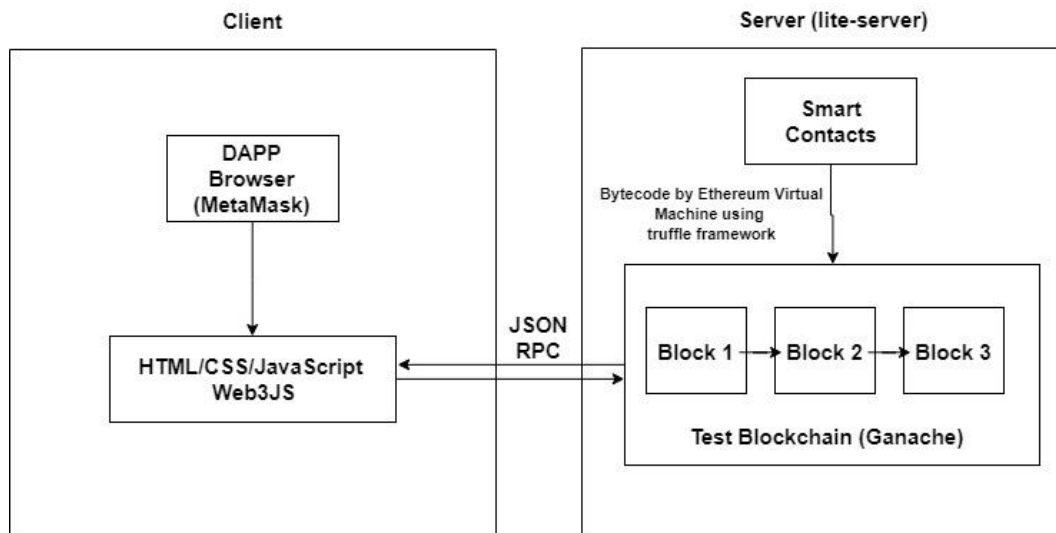 Client
Server (lite-server)
DAPP
Browser
(MetaMask)
Smart
Contacts
Bytecode by Ethereum Virtual
Machine using
truffle framework
HTML/CSS/JavaScript
Web3JS
JSON
RPC
Block 1
Block 2
Block 3
Test Blockchain (Ganache)